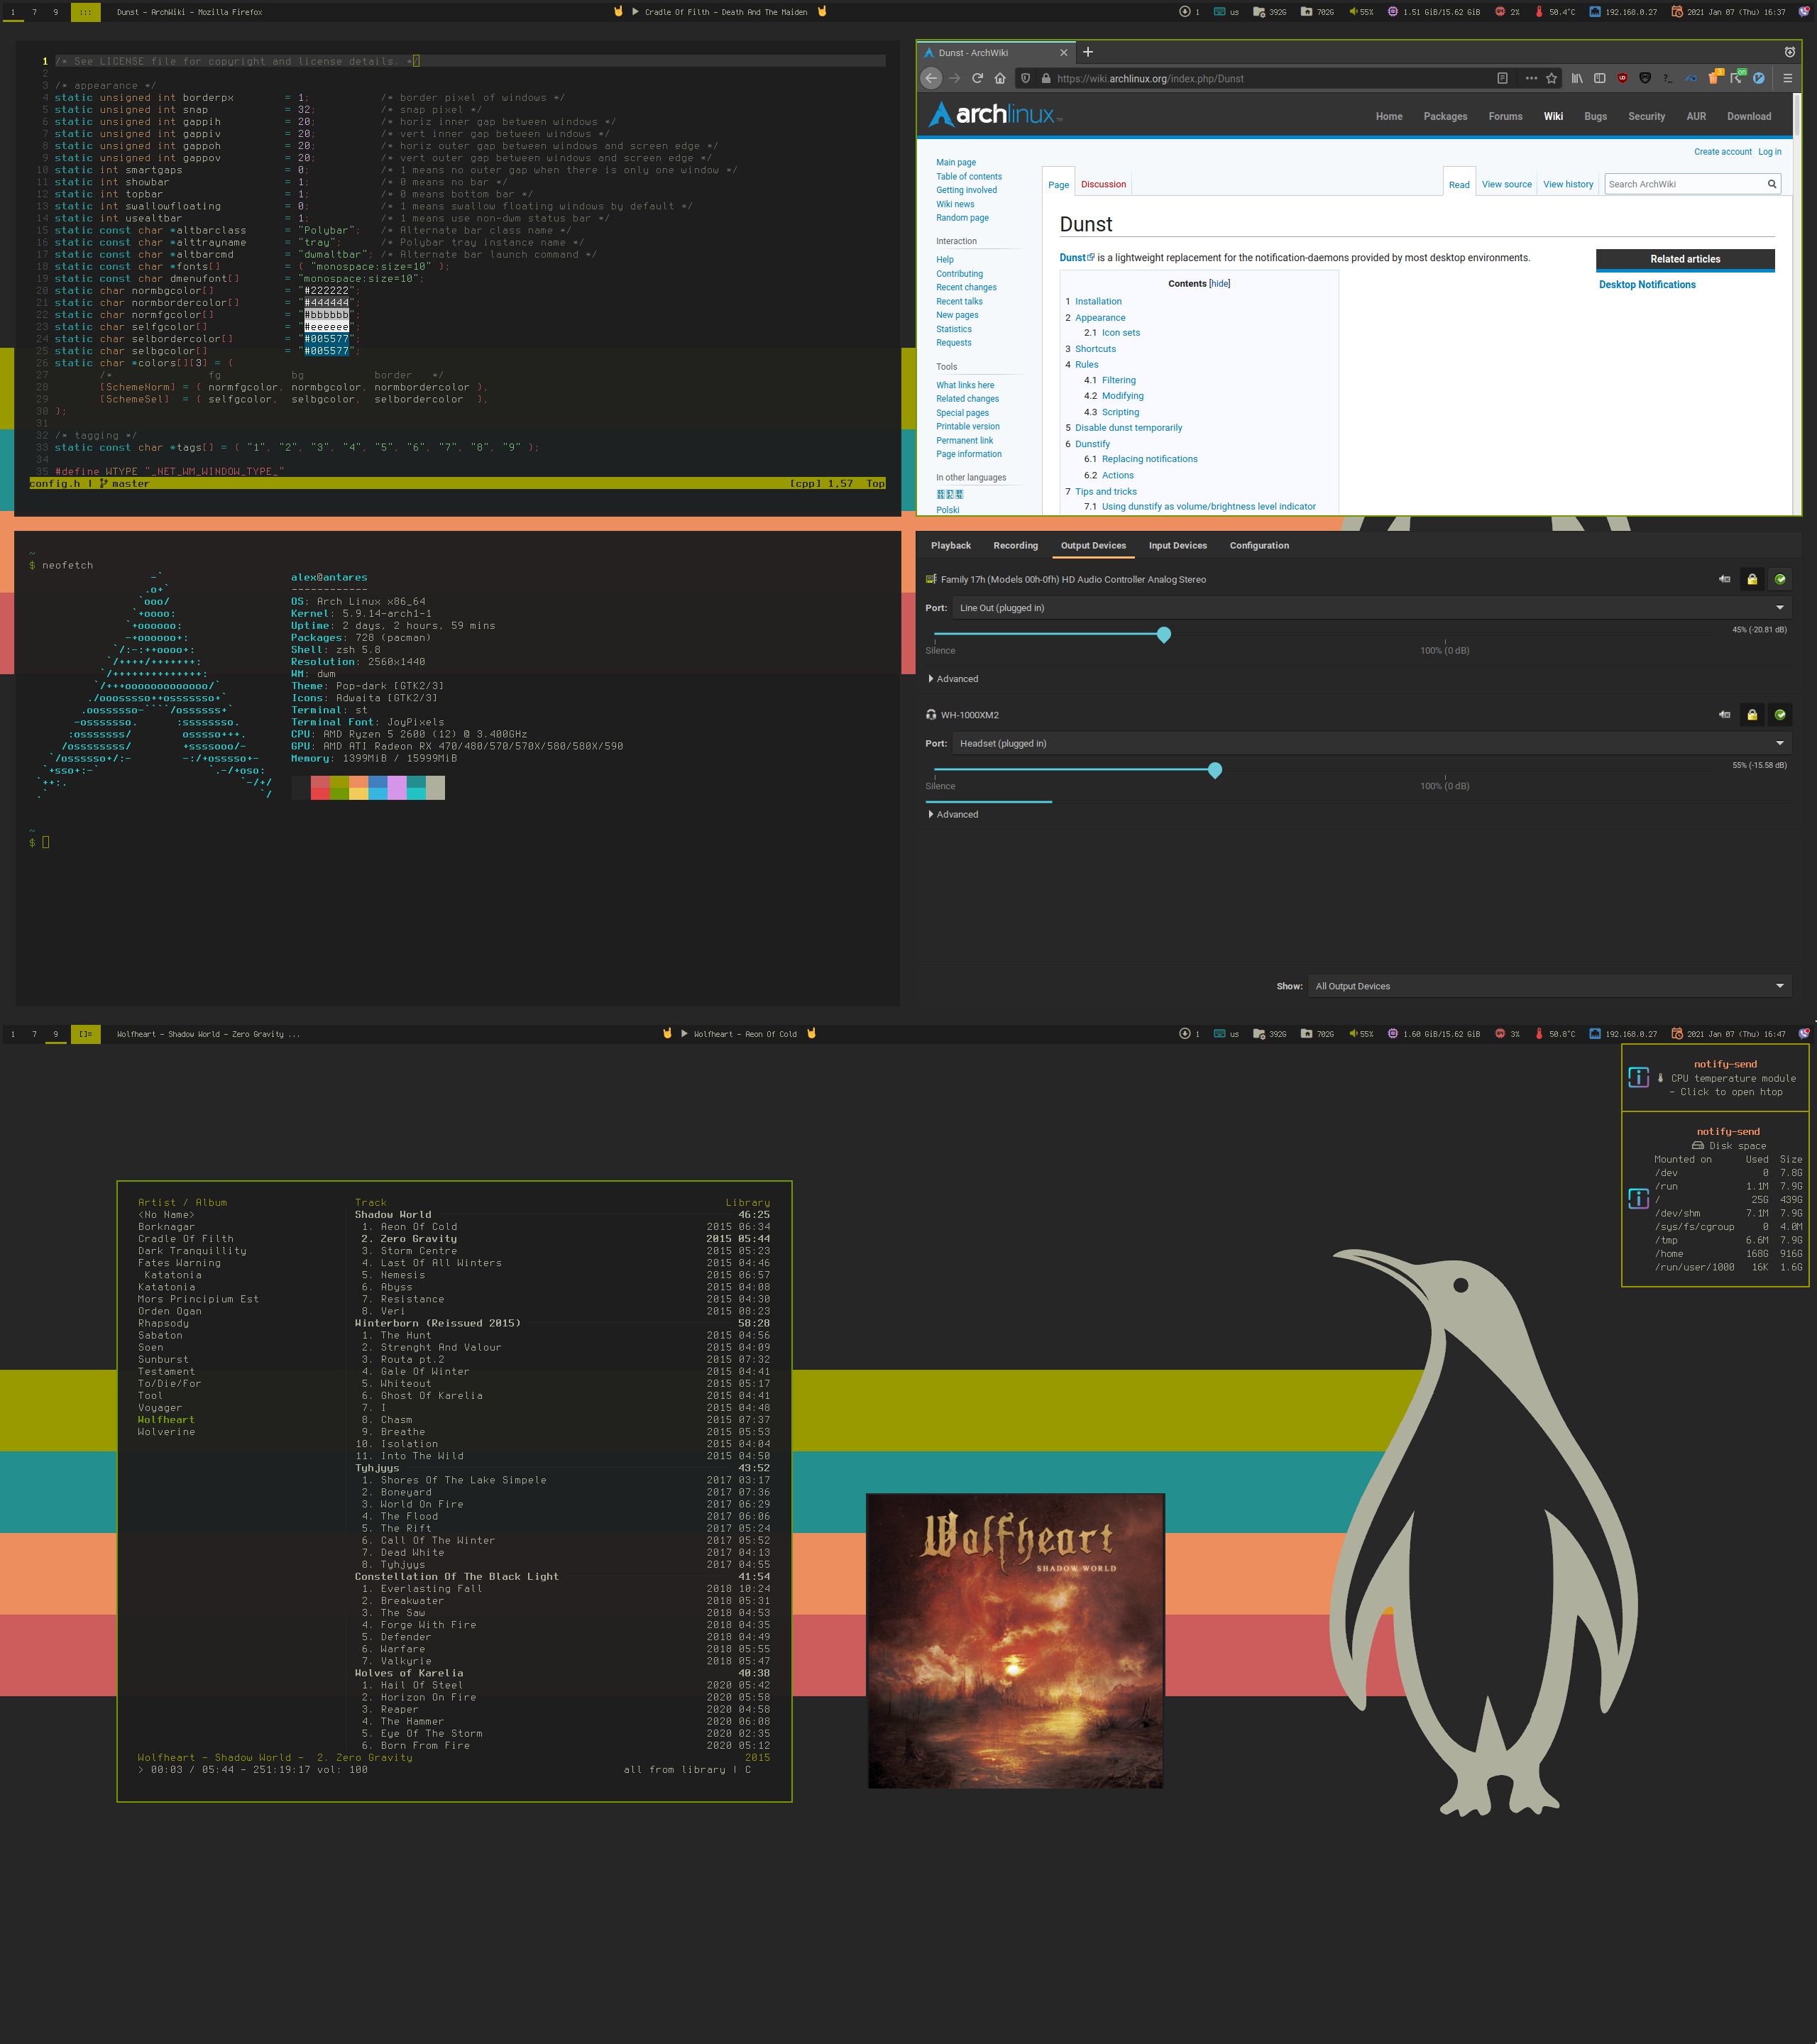 1 7 9 :::  Dunst - ArchWiki - Mozilla Firefox
Cradle Of Filth - Death And The Maiden
1 us 392G 702G 55% 1.51 GiB/15.62 GiB 2% 50.4°C 192.168.0.27 2021 Jan 07 (Thu) 16:37
1 /* See LICENSE file for copyright and license details. */
2
3 /* appearance */
4 static unsigned int borderpx = 1; /* border pixel of windows */
5 static unsigned int snap = 32; /* snap pixel */
6 static unsigned int gappih = 20; /* horiz inner gap between windows */
7 static unsigned int gappiv = 20; /* vert inner gap between windows */
8 static unsigned int gappoh = 20; /* horiz outer gap between windows and screen edge */
9 static unsigned int gappov = 20; /* vert outer gap between windows and screen edge */
10 static int smartgaps = 0; /* 1 means no outer gap when there is only one window */
11 static int showbar = 1; /* 0 means no bar */
12 static int topbar = 1; /* 0 means bottom bar */
13 static int swallowfloating = 0; /* 1 means swallow floating windows by default */
14 static int usealtbar = 1; /* 1 means use non-dwm status bar */
15 static const char *altbarclass = "Polybar"; /* Alternate bar class name */
16 static const char *alttrayname = "tray"; /* Polybar tray instance name */
17 static const char *altbarcmd = "dwmaltbar"; /* Alternate bar launch command */
18 static const char *fonts[] = { "monospace:size=10" };
19 static const char dmenufont[] = "monospace:size=10";
20 static char normbgcolor[] = "#222222";
21 static char normbordercolor[] = "#444444";
22 static char normfgcolor[] = "#bbbbbb";
23 static char selfgcolor[] = "#eeeeee";
24 static char selbordercolor[] = "#005577";
25 static char selbgcolor[] = "#005577";
26 static char *colors[][3] = {
27 /* fg bg border */
28 [SchemeNorm] = { normfgcolor, normbgcolor, normbordercolor },
29 [SchemeSel] = { selfgcolor, selbgcolor, selbordercolor },
30 };
31
32 /* tagging */
33 static const char *tags[] = { "1", "2", "3", "4", "5", "6", "7", "8", "9" };
34
35 #define WTYPE "_NET_WM_WINDOW_TYPE_"
config.h | master [cpp] 1,57 Top
Dunst - ArchWiki
https://wiki.archlinux.org/index.php/Dunst
archlinux
Home Packages Forums Wiki Bugs Security AUR Download
Create account Log in
Main page
Table of contents
Getting involved
Wiki news
Random page
Interaction
Help
Contributing
Recent changes
Recent talks
New pages
Statistics
Requests
Tools
What links here
Related changes
Special pages
Printable version
Permanent link
Page information
In other languages
Polski
Page Discussion Read View source View history Search ArchWiki
Dunst
Dunst is a lightweight replacement for the notification-daemons provided by most desktop environments.
Related articles
Desktop Notifications
Contents [hide]
1 Installation
2 Appearance
2.1 Icon sets
3 Shortcuts
4 Rules
4.1 Filtering
4.2 Modifying
4.3 Scripting
5 Disable dunst temporarily
6 Dunstify
6.1 Replacing notifications
6.2 Actions
7 Tips and tricks
7.1 Using dunstify as volume/brightness level indicator
~
$ neofetch
alex@antares
------------
OS: Arch Linux x86_64
Kernel: 5.9.14-arch1-1
Uptime: 2 days, 2 hours, 59 mins
Packages: 728 (pacman)
Shell: zsh 5.8
Resolution: 2560x1440
WM: dwm
Theme: Pop-dark [GTK2/3]
Icons: Adwaita [GTK2/3]
Terminal: st
Terminal Font: JoyPixels
CPU: AMD Ryzen 5 2600 (12) @ 3.400GHz
GPU: AMD ATI Radeon RX 470/480/570/570X/580/580X/590
Memory: 1399MiB / 15999MiB
~
$
Playback Recording Output Devices Input Devices Configuration
Family 17h (Models 00h-0fh) HD Audio Controller Analog Stereo
Port: Line Out (plugged in)
45% (-20.81 dB)
Silence 100% (0 dB)
Advanced
WH-1000XM2
Port: Headset (plugged in)
55% (-15.58 dB)
Silence 100% (0 dB)
Advanced
Show: All Output Devices
1 7 9 []= Wolfheart - Shadow World - Zero Gravity ...
Wolfheart - Aeon Of Cold
1 us 392G 702G 55% 1.60 GiB/15.62 GiB 3% 50.8°C 192.168.0.27 2021 Jan 07 (Thu) 16:47
notify-send
CPU temperature module
- Click to open htop
notify-send
Disk space
Mounted on Used Size
/dev 0 7.8G
/run 1.1M 7.9G
/ 25G 439G
/dev/shm 7.1M 7.9G
/sys/fs/cgroup 0 4.0M
/tmp 6.6M 7.9G
/home 168G 916G
/run/user/1000 16K 1.6G
Artist / Album
<No Name>
Borknagar
Cradle Of Filth
Dark Tranquillity
Fates Warning
Katatonia
Katatonia
Mors Principium Est
Orden Ogan
Rhapsody
Sabaton
Soen
Sunburst
Testament
To/Die/For
Tool
Voyager
Wolfheart
Wolverine
Track Library
Shadow World 46:25
1. Aeon Of Cold 2015 06:34
2. Zero Gravity 2015 05:44
3. Storm Centre 2015 05:23
4. Last Of All Winters 2015 04:46
5. Nemesis 2015 06:57
6. Abyss 2015 04:08
7. Resistance 2015 04:30
8. Veri 2015 08:23
Winterborn (Reissued 2015) 58:28
1. The Hunt 2015 04:56
2. Strenght And Valour 2015 04:09
3. Routa pt.2 2015 07:32
4. Gale Of Winter 2015 04:41
5. Whiteout 2015 05:17
6. Ghost Of Karelia 2015 04:41
7. I 2015 04:48
8. Chasm 2015 07:37
9. Breathe 2015 05:53
10. Isolation 2015 04:04
11. Into The Wild 2015 04:50
Tyhjyys 43:52
1. Shores Of The Lake Simpele 2017 03:17
2. Boneyard 2017 07:36
3. World On Fire 2017 06:29
4. The Flood 2017 06:06
5. The Rift 2017 05:24
6. Call Of The Winter 2017 05:52
7. Dead White 2017 04:13
8. Tyhjyys 2017 04:55
Constellation Of The Black Light 41:54
1. Everlasting Fall 2018 10:24
2. Breakwater 2018 05:31
3. The Saw 2018 04:53
4. Forge With Fire 2018 04:35
5. Defender 2018 04:49
6. Warfare 2018 05:55
7. Valkyrie 2018 05:47
Wolves of Karelia 40:38
1. Hail Of Steel 2020 05:42
2. Horizon On Fire 2020 05:58
3. Reaper 2020 04:58
4. The Hammer 2020 06:08
5. Eye Of The Storm 2020 02:35
6. Born From Fire 2020 05:12
Wolfheart - Shadow World - 2. Zero Gravity 2015
> 00:03 / 05:44 - 251:19:17 vol: 100 all from library | C
Wolfheart
SHADOW WORLD